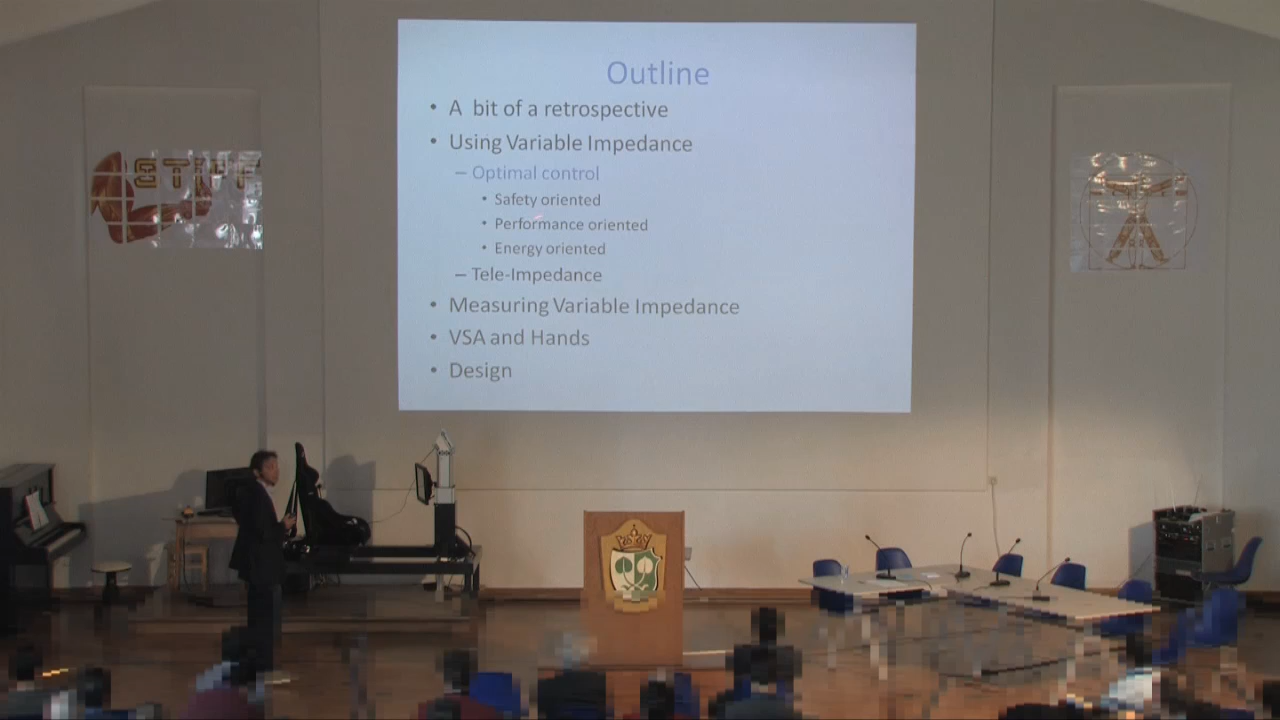 Outline
• A bit of a retrospective
• Using Variable Impedance
– Optimal control
• Safety oriented
• Performance oriented
• Energy oriented
– Tele-Impedance
• Measuring Variable Impedance
• VSA and Hands
• Design
STIFF